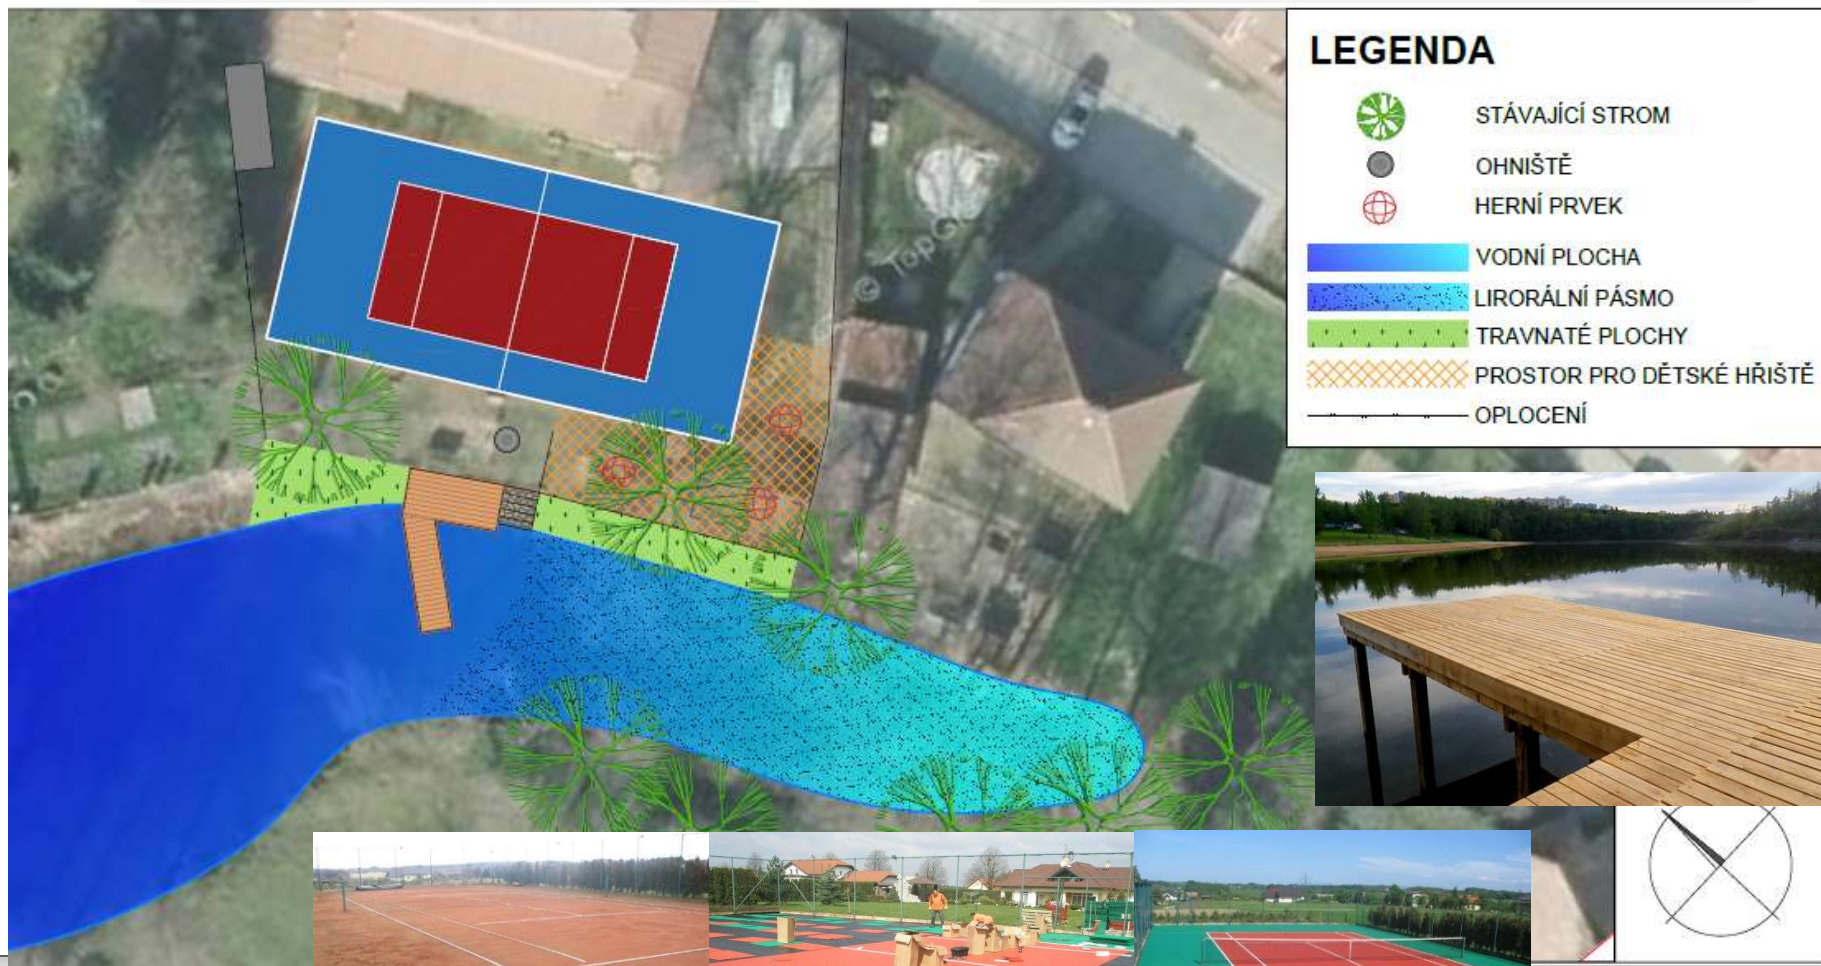 LEGENDA
STÁVAJÍCÍ STROM
OHNIŠTĚ
HERNÍ PRVEK
VODNÍ PLOCHA
LIRORÁLNÍ PÁSMO
TRAVNATÉ PLOCHY
PROSTOR PRO DĚTSKÉ HŘIŠTĚ
OPLOCENÍ